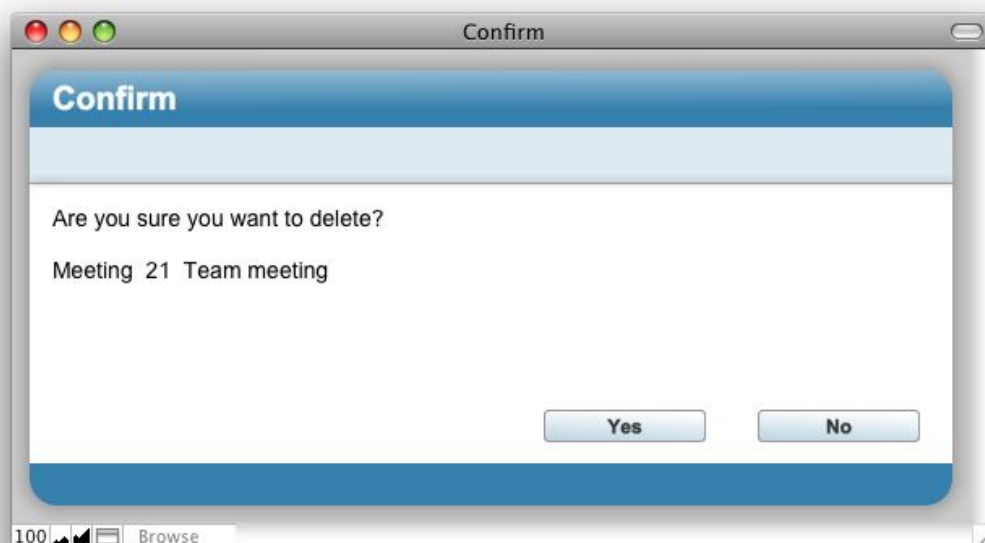 Confirm
Confirm
Are you sure you want to delete?
Meeting 21 Team meeting
Yes No
100 Browse